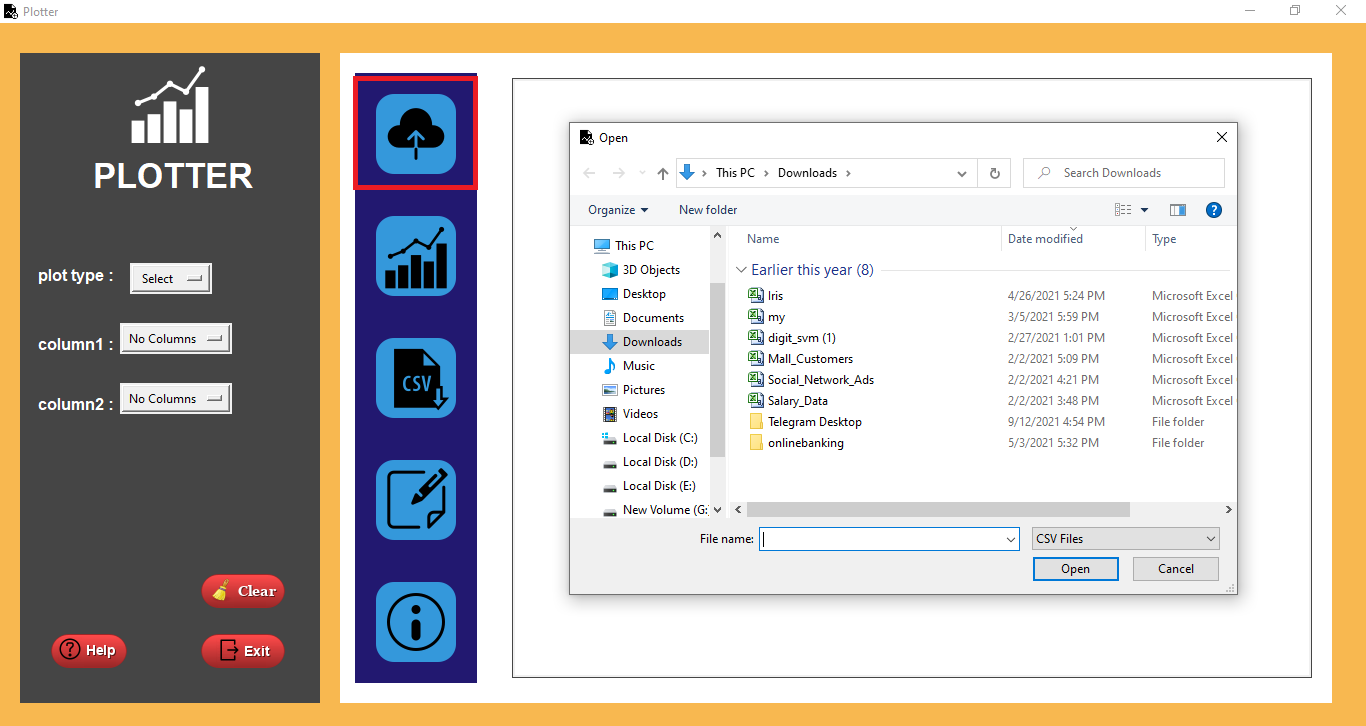 Plotter
PLOTTER
plot type :
Select
column1 :
No Columns
column2 :
No Columns
Clear
Help
Exit
CSV
Open
This PC
Downloads
Search Downloads
Organize
New folder
This PC
3D Objects
Desktop
Documents
Downloads
Music
Pictures
Videos
Local Disk (C:)
Local Disk (D:)
Local Disk (E:)
New Volume (G:
Name Date modified Type
Earlier this year (8)
Iris 4/26/2021 5:24 PM Microsoft Excel
my 3/5/2021 5:59 PM Microsoft Excel
digit_svm (1) 2/27/2021 1:01 PM Microsoft Excel
Mall_Customers 2/2/2021 5:09 PM Microsoft Excel
Social_Network_Ads 2/2/2021 4:21 PM Microsoft Excel
Salary_Data 2/2/2021 3:48 PM Microsoft Excel
Telegram Desktop 9/12/2021 4:54 PM File folder
onlinebanking 5/3/2021 5:32 PM File folder
File name:
CSV Files
Open
Cancel